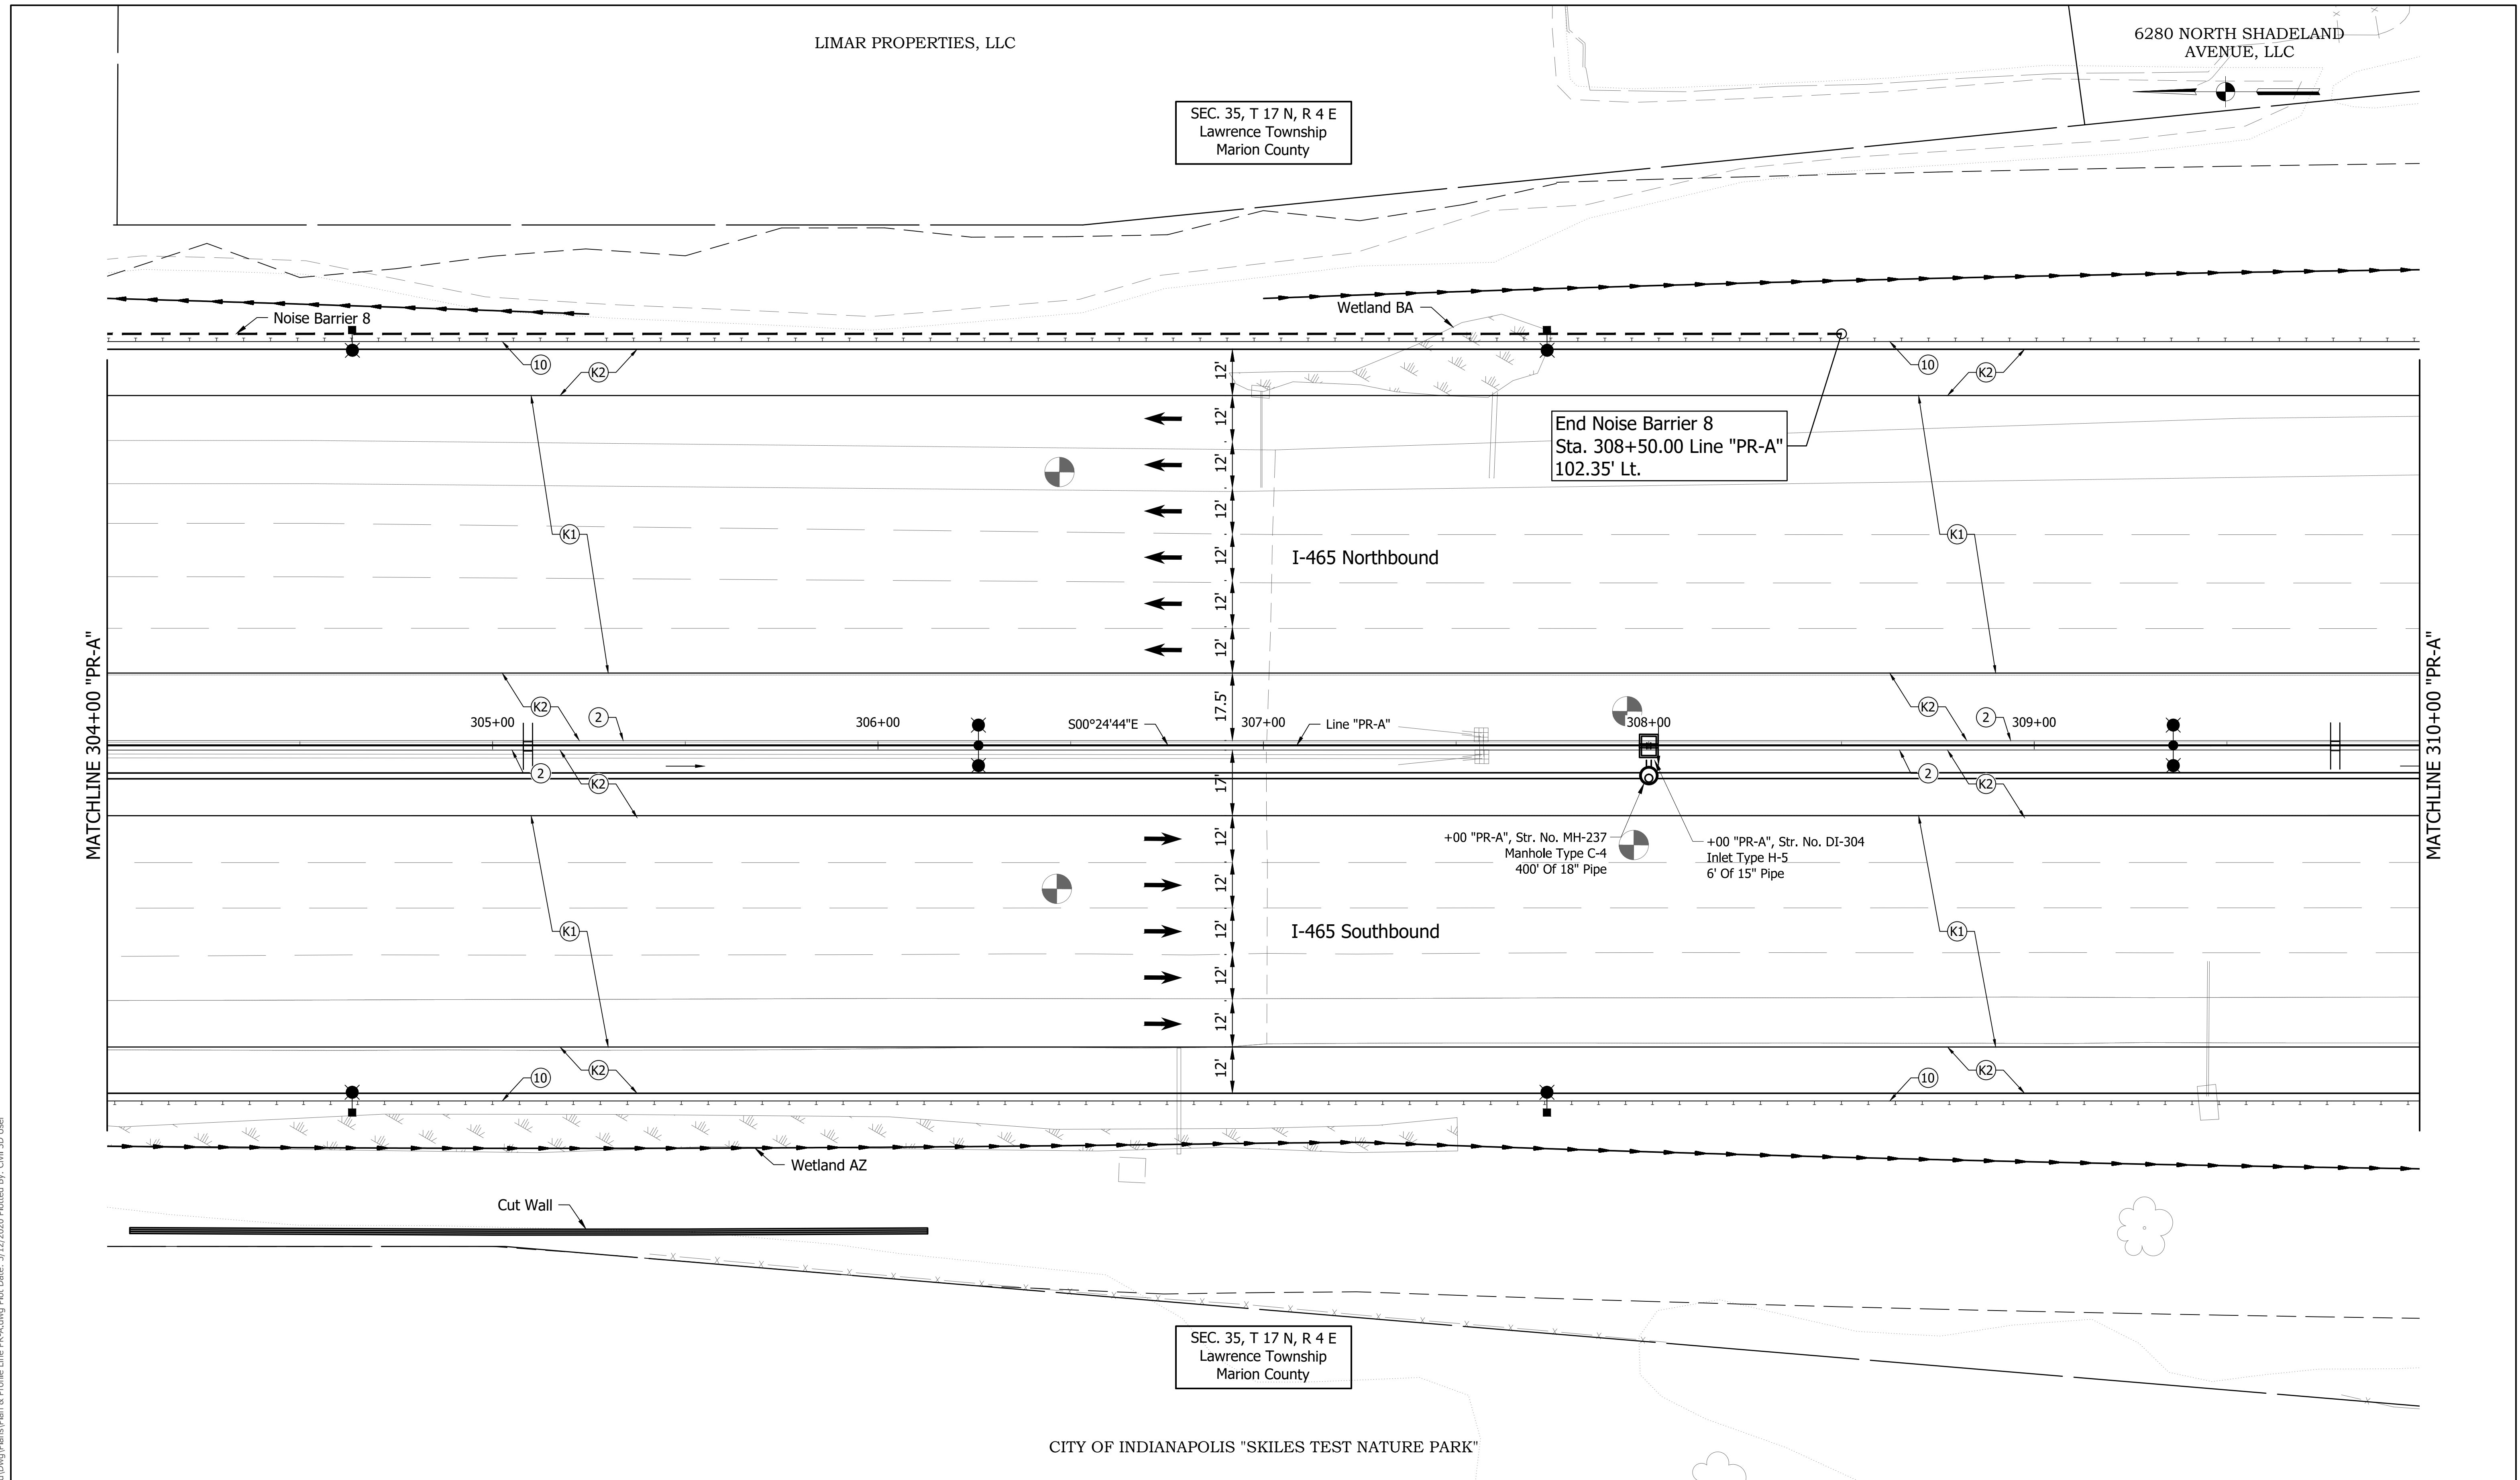 LIMAR PROPERTIES, LLC
6280 NORTH SHADELAND
AVENUE, LLC
SEC. 35, T 17 N, R 4 E
Lawrence Township
Marion County
Noise Barrier 8
Wetland BA
10
K2
12'
10
K2
End Noise Barrier 8
Sta. 308+50.00 Line "PR-A"
102.35' Lt.
12'
12'
12'
K1
12'
I-465 Northbound
K1
12'
12'
MATCHLINE 304+00 "PR-A"
MATCHLINE 310+00 "PR-A"
K2
17.5'
K2
305+00
2
306+00
S00°24'44"E
307+00
Line "PR-A"
308+00
2
309+00
2
K2
17'
2
K2
+00 "PR-A", Str. No. MH-237
Manhole Type C-4
400' Of 18" Pipe
+00 "PR-A", Str. No. DI-304
Inlet Type H-5
6' Of 15" Pipe
12'
12'
K1
12'
I-465 Southbound
K1
12'
12'
10
K2
12'
10
K2
Wetland AZ
Cut Wall
SEC. 35, T 17 N, R 4 E
Lawrence Township
Marion County
CITY OF INDIANAPOLIS "SKILES TEST NATURE PARK"